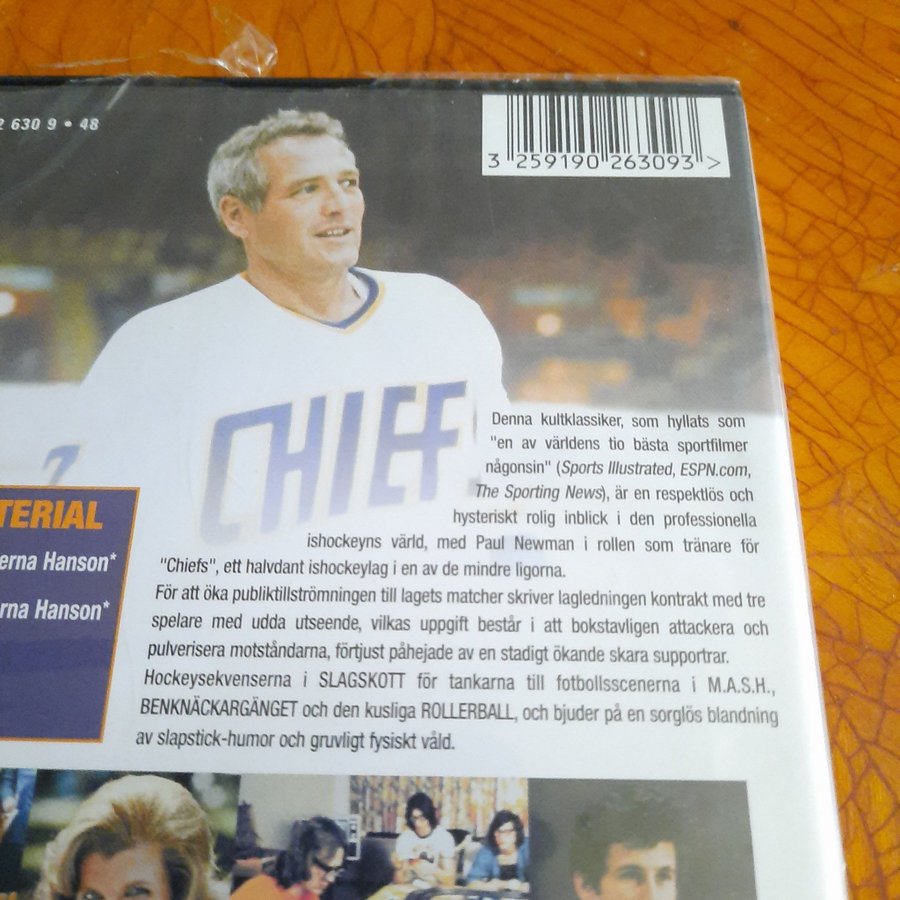 2 630 9 • 48
3 259190 263093 >
CHIEF
7
TERIAL
erna Hanson*
rna Hanson*
Denna kultklassiker, som hyllats som
"en av världens tio bästa sportfilmer
någonsin" (Sports Illustrated, ESPN.com,
The Sporting News), är en respektlös och
hysteriskt rolig inblick i den professionella
ishockeyns värld, med Paul Newman i rollen som tränare för
"Chiefs", ett halvdant ishockeylag i en av de mindre ligorna.
För att öka publiktillströmningen till lagets matcher skriver lagledningen kontrakt med tre
spelare med udda utseende, vilkas uppgift består i att bokstavligen attackera och
pulverisera motståndarna, förtjust påhejade av en stadigt ökande skara supportrar.
Hockeysekvenserna i SLAGSKOTT för tankarna till fotbollsscenerna i M.A.S.H.,
BENKNÄCKARGÄNGET och den kusliga ROLLERBALL, och bjuder på en sorglös blandning
av slapstick-humor och gruvligt fysiskt våld.